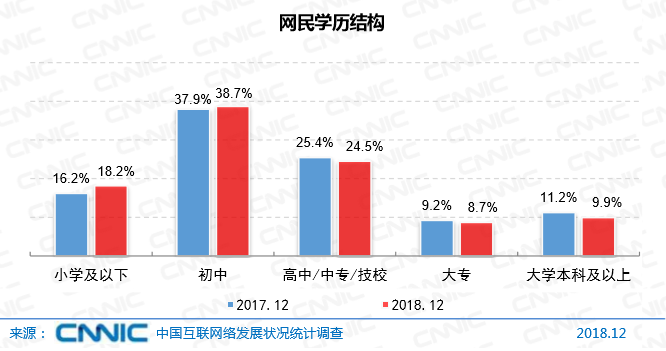 网民学历结构
37.9% 38.7%
25.4% 24.5%
16.2% 18.2%
9.2% 8.7% 11.2% 9.9%
小学及以下 初中 高中/中专/技校 大专 大学本科及以上
2017.12 2018.12
来源： CNNIC 中国互联网络发展状况统计调查 2018.12